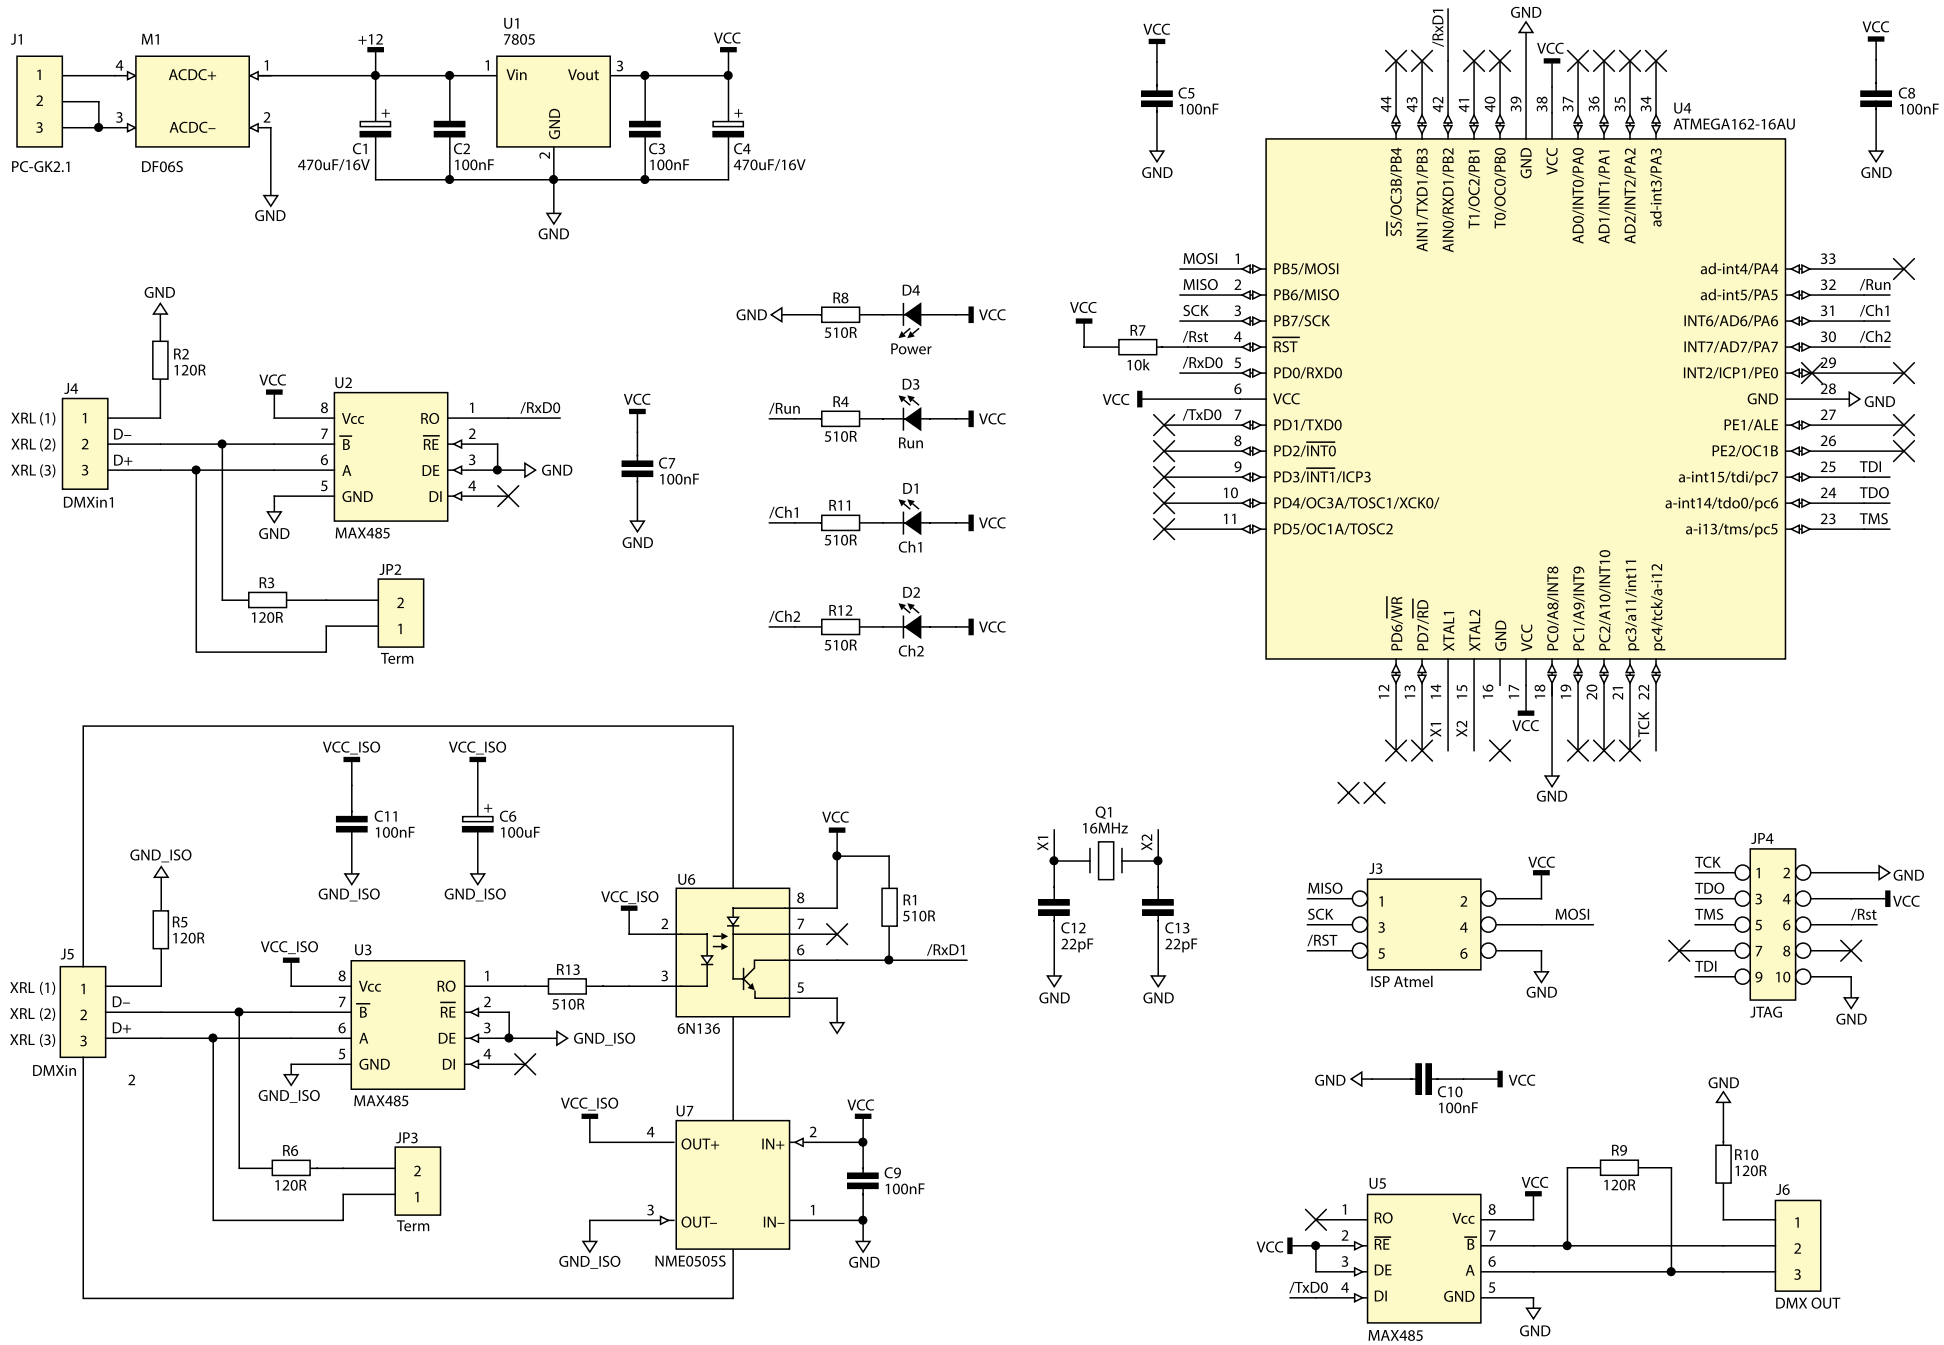 J1
1
2
3
PC-GK2.1
M1
4
3
ACDC+
ACDC–
1
2
DF06S
GND
+12
C1
470uF/16V
+
C2
100nF
U1
7805
1
Vin
Vout
3
GND
2
GND
C3
100nF
VCC
+
C4
470uF/16V
VCC
C5
100nF
GND
VCC
C8
100nF
GND
GND
R2
120R
J4
XRL (1)
XRL (2)
XRL (3)
1
2
3
D–
D+
DMXin1
VCC
GND
U2
8
7
6
5
Vcc
B
A
GND
RO
RE
DE
DI
1
2
3
4
/RxD0
GND
MAX485
R3
120R
JP2
2
1
Term
VCC
C7
100nF
GND
GND
R8
510R
D4
Power
VCC
/Run
R4
510R
D3
Run
VCC
/Ch1
R11
510R
D1
Ch1
VCC
/Ch2
R12
510R
D2
Ch2
VCC
/RxD1
GND
VCC
44
43
42
41
40
39
38
37
36
35
34
U4
ATMEGA162-16AU
SS/OC3B/PB4
AIN1/TXD1/PB3
AIN0/RXD1/PB2
T1/OC2/PB1
T0/OC0/PB0
GND
VCC
AD0/INT0/PA0
AD1/INT1/PA1
AD2/INT2/PA2
ad-int3/PA3
MOSI 1 PB5/MOSI
MISO 2 PB6/MISO
SCK 3 PB7/SCK
VCC
R7
10k
/Rst 4 RST
/RxD0 5 PD0/RXD0
VCC 6 VCC
/TxD0 7 PD1/TXD0
8 PD2/INT0
9 PD3/INT1/ICP3
10 PD4/OC3A/TOSC1/XCK0/
11 PD5/OC1A/TOSC2
ad-int4/PA4 33
ad-int5/PA5 32 /Run
INT6/AD6/PA6 31 /Ch1
INT7/AD7/PA7 30 /Ch2
INT2/ICP1/PE0 29
GND 28 GND
PE1/ALE 27
PE2/OC1B 26
a-int15/tdi/pc7 25 TDI
a-int14/tdo0/pc6 24 TDO
a-i13/tms/pc5 23 TMS
PD6/WR
PD7/RD
XTAL1
XTAL2
GND
VCC
PC0/A8/INT8
PC1/A9/INT9
PC2/A10/INT10
pc3/a11/int11
pc4/tck/a-i12
12
13
14
15
16
17
18
19
20
21
22
X1
X2
VCC
TCK
GND
VCC_ISO
C11
100nF
GND_ISO
VCC_ISO
+
C6
100uF
GND_ISO
GND_ISO
R5
120R
J5
XRL (1)
XRL (2)
XRL (3)
1
2
3
D–
D+
DMXin
2
VCC_ISO
GND_ISO
U3
8
7
6
5
Vcc
B
A
GND
RO
RE
DE
DI
1
2
3
4
GND_ISO
MAX485
R13
510R
R6
120R
JP3
2
1
Term
VCC_ISO
U6
2
3
8
7
6
5
6N136
VCC
R1
510R
/RxD1
VCC_ISO
U7
4
3
OUT+
OUT–
IN+
IN–
2
1
GND_ISO
NME0505S
VCC
C9
100nF
GND
X1
Q1
16MHz
X2
C12
22pF
C13
22pF
GND
GND
J3
MISO
SCK
/RST
1
3
5
2
4
6
VCC
MOSI
GND
ISP Atmel
JP4
TCK
TDO
TMS
TDI
1
3
5
7
9
2
4
6
8
10
GND
VCC
/Rst
GND
JTAG
GND
C10
100nF
VCC
U5
VCC
/TxD0
1
2
3
4
RO
RE
DE
DI
Vcc
B
A
GND
8
7
6
5
VCC
GND
MAX485
R9
120R
GND
R10
120R
J6
1
2
3
DMX OUT